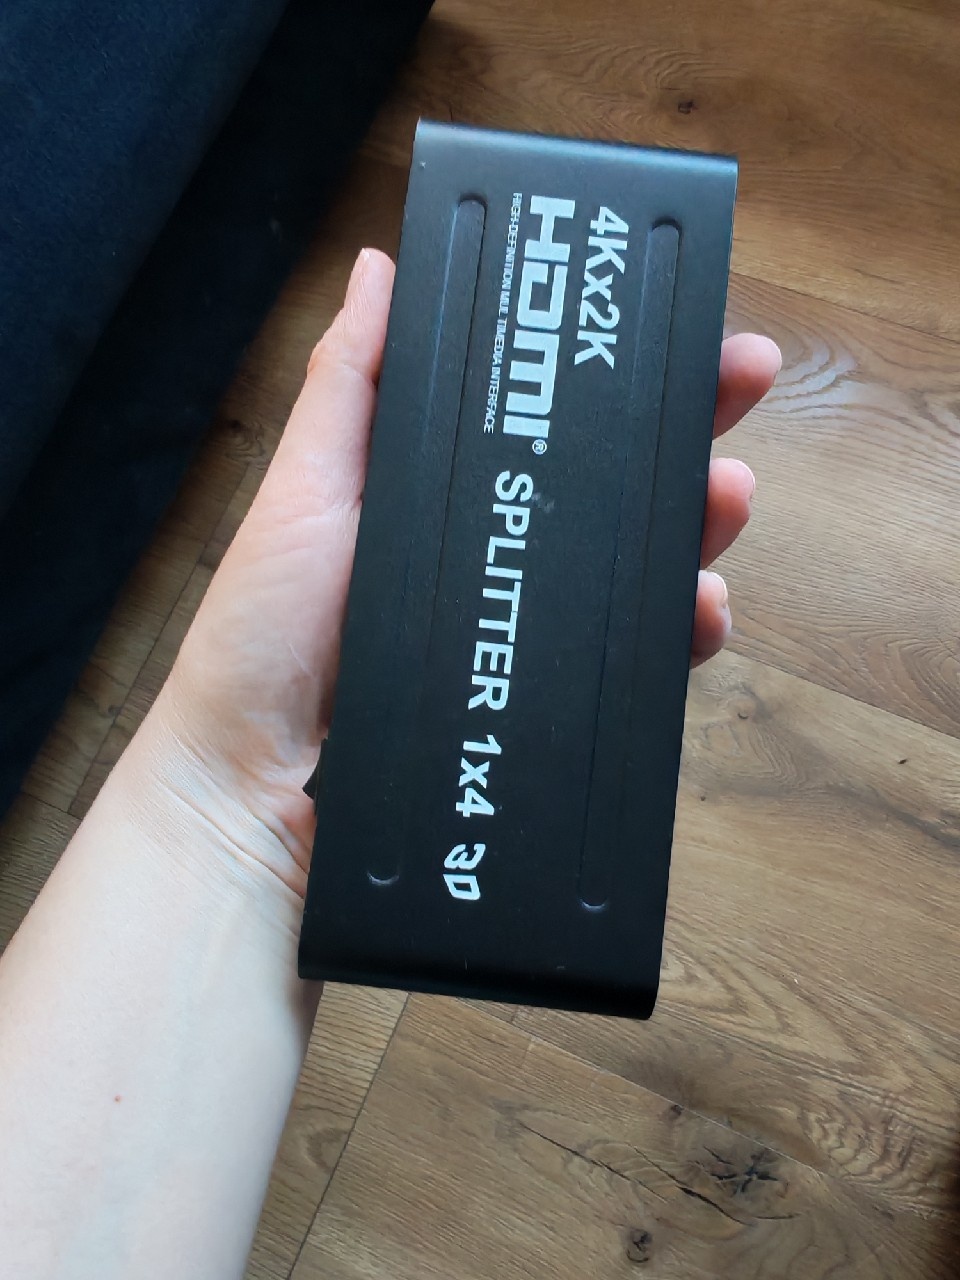 4Kx2K
HDMI® SPLITTER 1x4 3D
HIGH-DEFINITION MULTIMEDIA INTERFACE